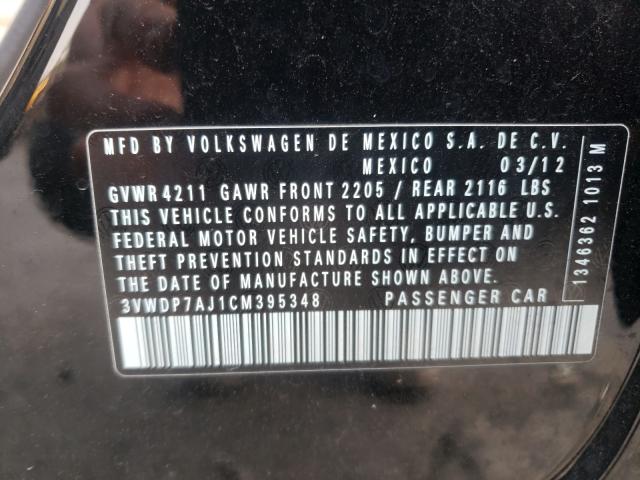 MFD BY VOLKSWAGEN DE MEXICO S.A. DE C.V.
MEXICO 03/12
GVWR 4211 GAWR FRONT 2205 / REAR 2116 LBS
THIS VEHICLE CONFORMS TO ALL APPLICABLE U.S.
FEDERAL MOTOR VEHICLE SAFETY, BUMPER AND
THEFT PREVENTION STANDARDS IN EFFECT ON
THE DATE OF MANUFACTURE SHOWN ABOVE.
3VWDP7AJ1CM395348 PASSENGER CAR
1346362 1013 M